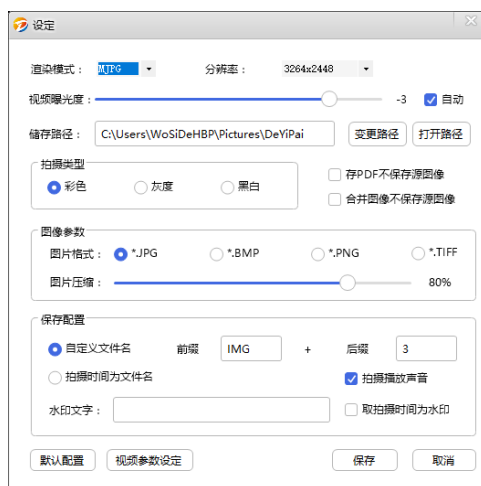 设定
渲染模式： MJPG 分辨率： 3264x2448
视频曝光度： -3 自动
储存路径： C:\Users\WoSiDeHBP\Pictures\DeYiPai 变更路径 打开路径
拍摄类型
彩色 灰度 黑白
存PDF不保存源图像
合并图像不保存源图像
图像参数
图片格式： *.JPG *.BMP *.PNG *.TIFF
图片压缩： 80%
保存配置
自定义文件名 前缀 IMG + 后缀 3
拍摄时间为文件名 拍摄播放声音
水印文字： 取拍摄时间为水印
默认配置 视频参数设定 保存 取消